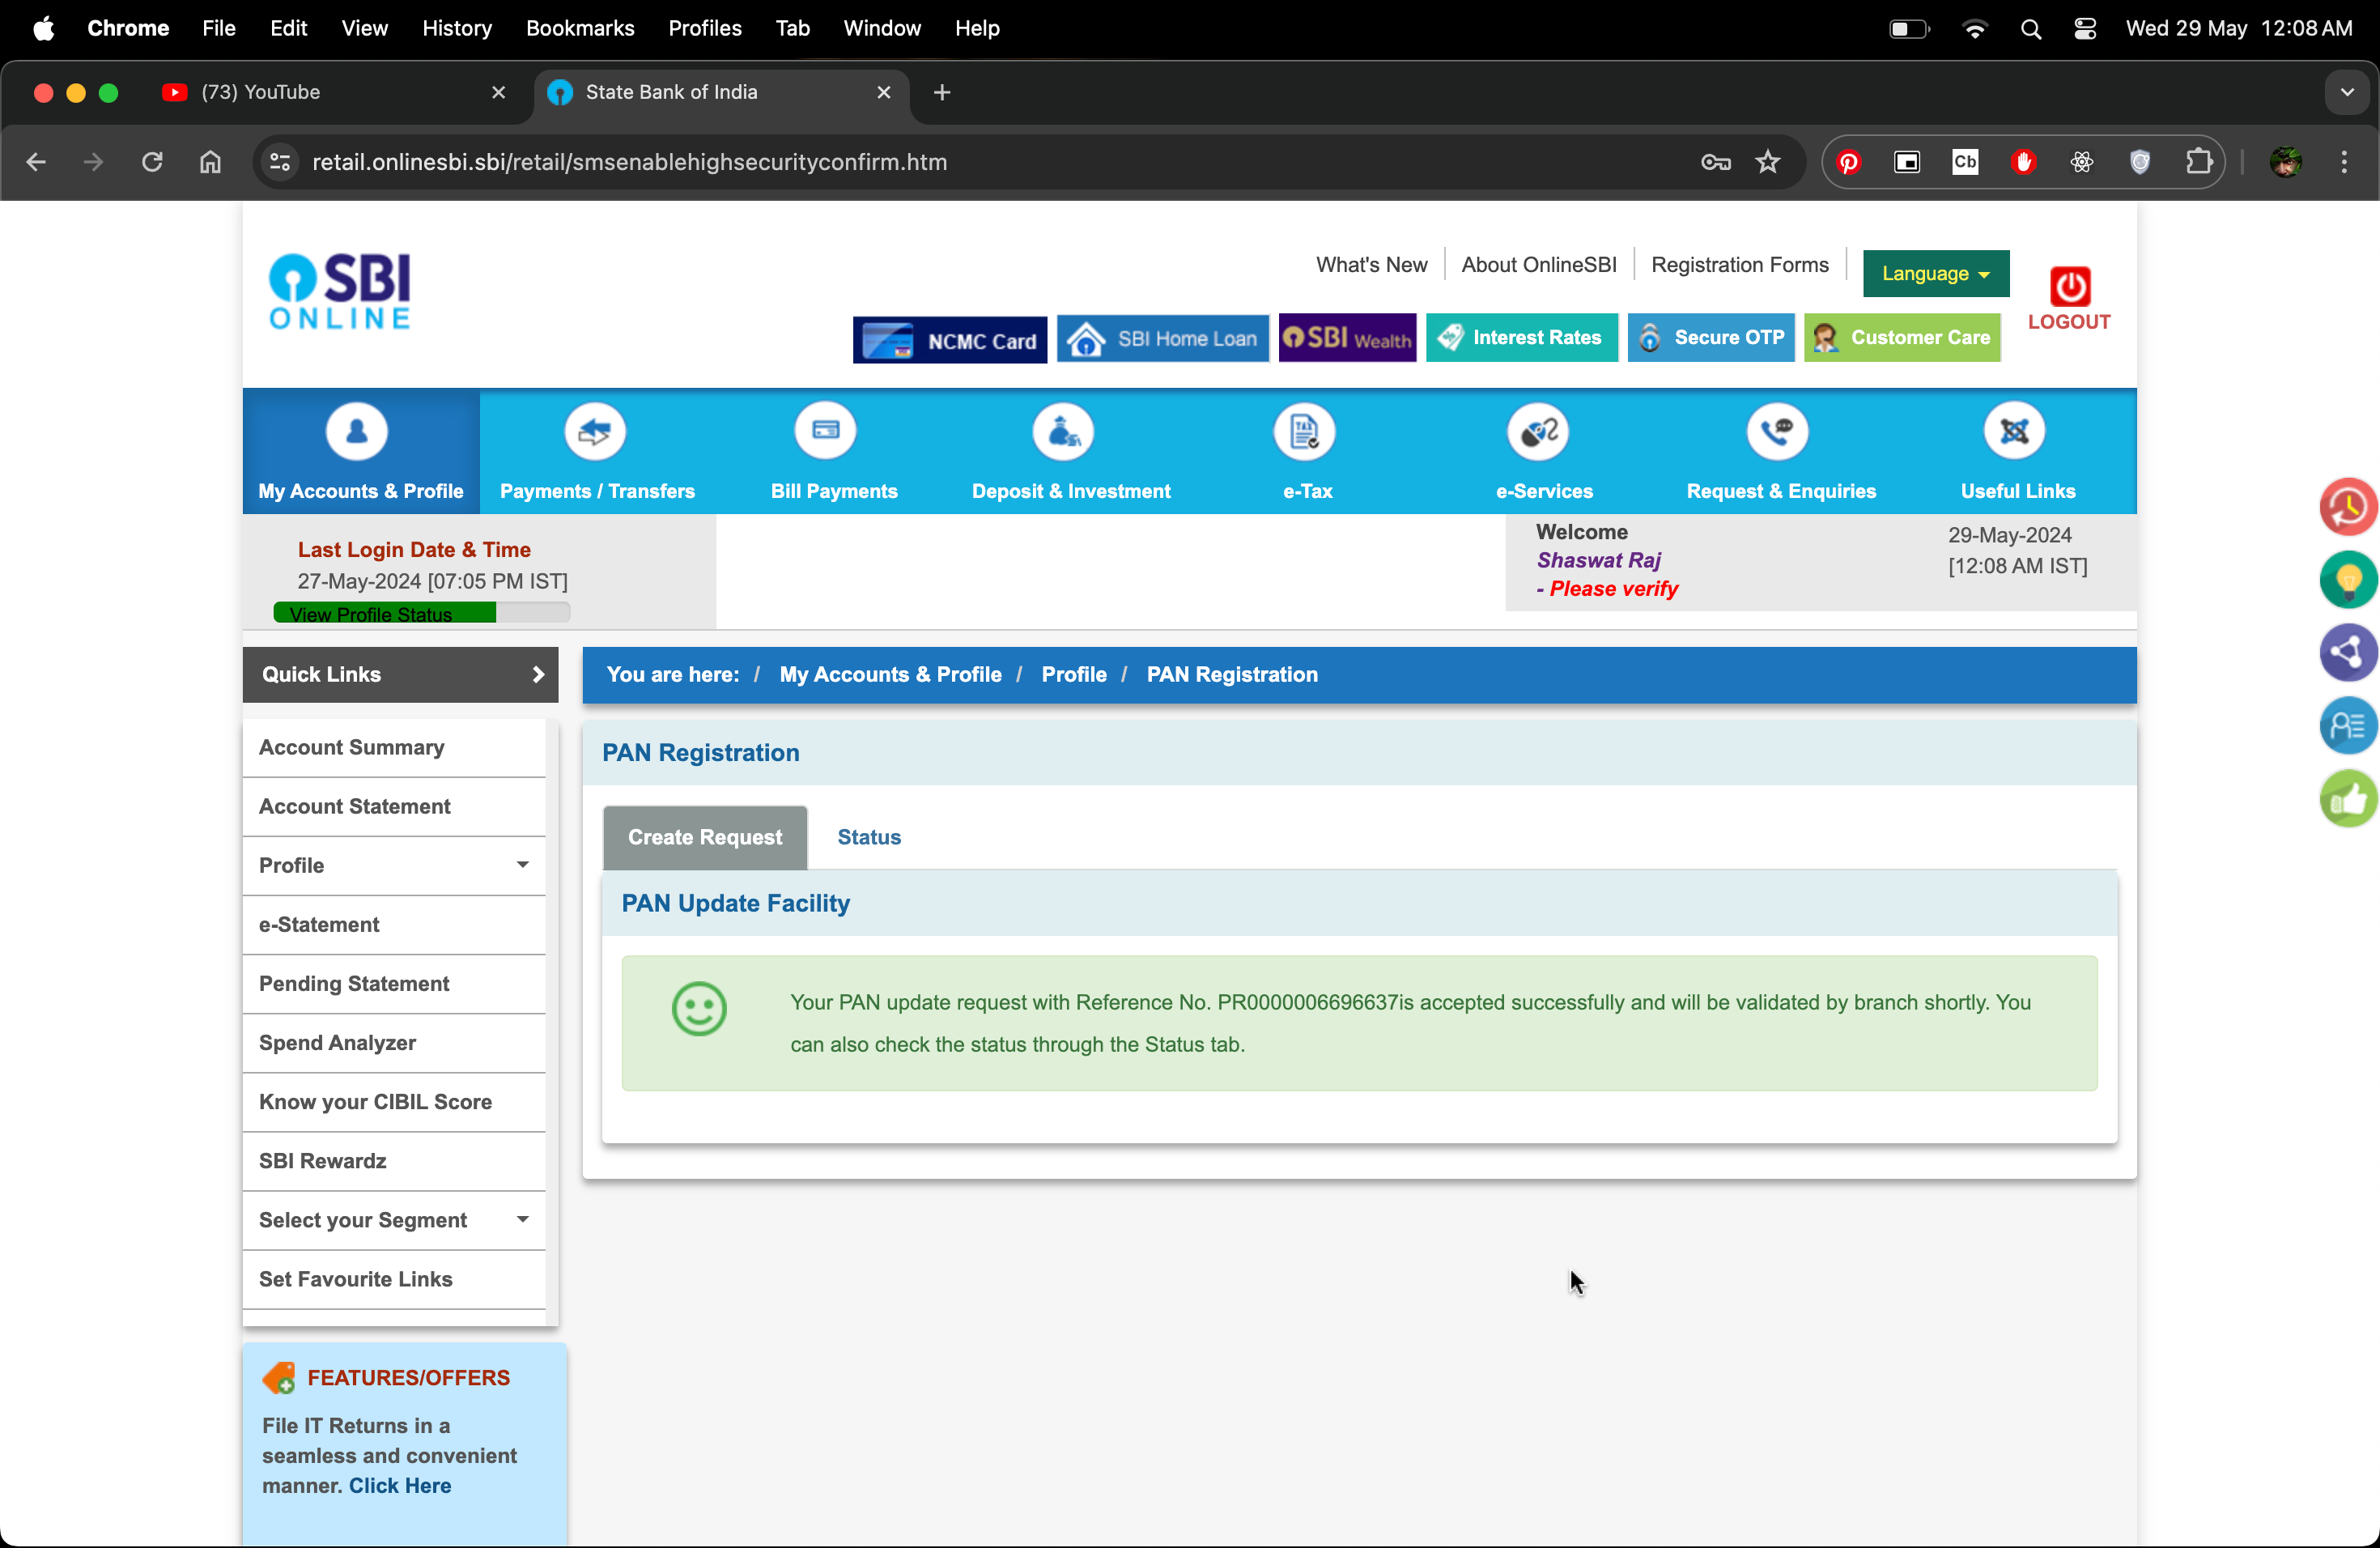 Chrome File Edit View History Bookmarks Profiles Tab Window Help Wed 29 May 12:08 AM
(73) YouTube State Bank of India
retail.onlinesbi.sbi/retail/smsenablehighsecurityconfirm.htm Cb
What's New About OnlineSBI Registration Forms Language
SBI
ONLINE
LOGOUT
NCMC Card SBI Home Loan SBI Wealth Interest Rates Secure OTP Customer Care
TAX
My Accounts & Profile Payments / Transfers Bill Payments Deposit & Investment e-Tax e-Services Request & Enquiries Useful Links
Last Login Date & Time
27-May-2024 [07:05 PM IST]
View Profile Status
Welcome
Shaswat Raj
- Please verify
29-May-2024
[12:08 AM IST]
Quick Links
You are here: / My Accounts & Profile / Profile / PAN Registration
Account Summary
Account Statement
Profile
e-Statement
Pending Statement
Spend Analyzer
Know your CIBIL Score
SBI Rewardz
Select your Segment
Set Favourite Links
PAN Registration
Create Request Status
PAN Update Facility
Your PAN update request with Reference No. PR0000006696637is accepted successfully and will be validated by branch shortly. You
can also check the status through the Status tab.
FEATURES/OFFERS
File IT Returns in a
seamless and convenient
manner. Click Here